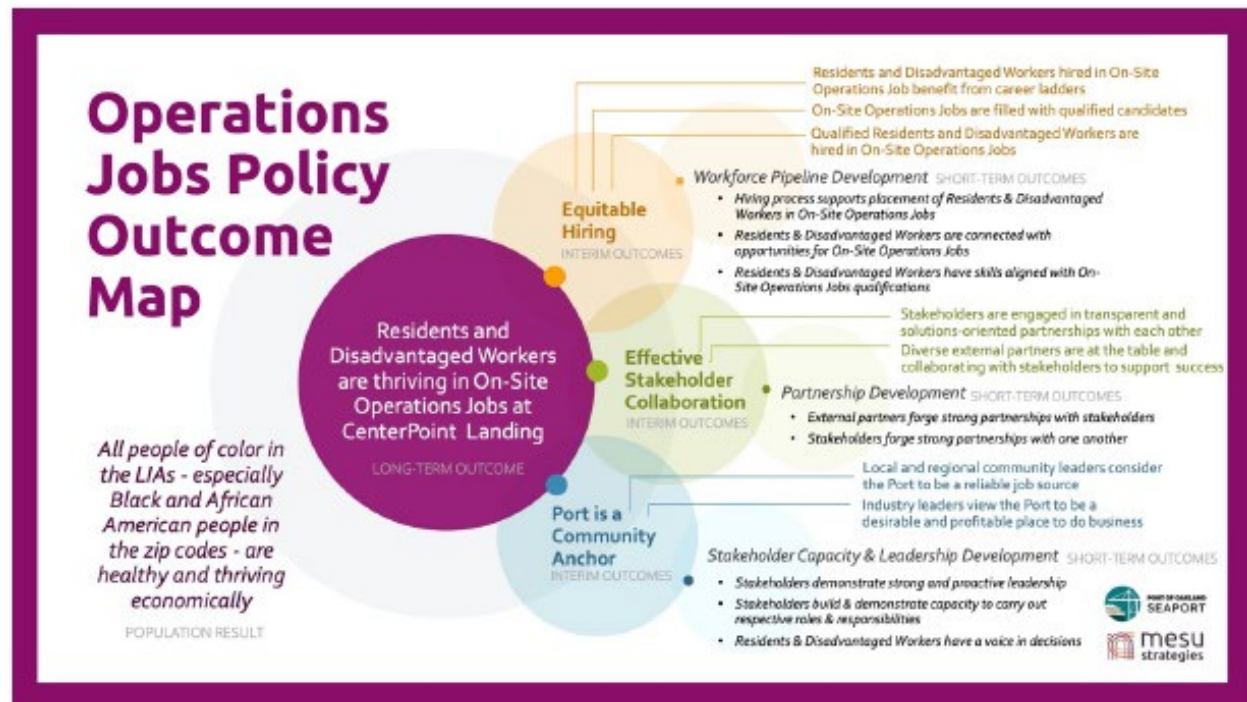 Operations
Jobs Policy
Outcome
Map
All people of color in
the LIAs - especially
Black and African
American people in
the zip codes - are
healthy and thriving
economically
POPULATION RESULT
Residents and
Disadvantaged Workers
are thriving in On-Site
Operations Jobs at
CenterPoint Landing
LONG-TERM OUTCOME
Equitable
Hiring
INTERIM OUTCOMES
Residents and Disadvantaged Workers hired in On-Site
Operations Job benefit from career ladders
On-Site Operations Jobs are filled with qualified candidates
Qualified Residents and Disadvantaged Workers are
hired in On-Site Operations Jobs
Workforce Pipeline Development SHORT-TERM OUTCOMES
• Hiring process supports placement of Residents & Disadvantaged
Workers in On-Site Operations Jobs
• Residents & Disadvantaged Workers are connected with
opportunities for On-Site Operations Jobs
• Residents & Disadvantaged Workers have skills aligned with On-
Site Operations Jobs qualifications
Effective
Stakeholder
Collaboration
INTERIM OUTCOMES
Stakeholders are engaged in transparent and
solutions-oriented partnerships with each other
Diverse external partners are at the table and
collaborating with stakeholders to support success
Partnership Development SHORT-TERM OUTCOMES
• External partners forge strong partnerships with stakeholders
• Stakeholders forge strong partnerships with one another
Port is a
Community
Anchor
INTERIM OUTCOMES
Local and regional community leaders consider
the Port to be a reliable job source
Industry leaders view the Port to be a
desirable and profitable place to do business
Stakeholder Capacity & Leadership Development SHORT-TERM OUTCOMES
• Stakeholders demonstrate strong and proactive leadership
• Stakeholders build & demonstrate capacity to carry out
respective roles & responsibilities
• Residents & Disadvantaged Workers have a voice in decisions
PORT OF OAKLAND
SEAPORT
mesu
strategies